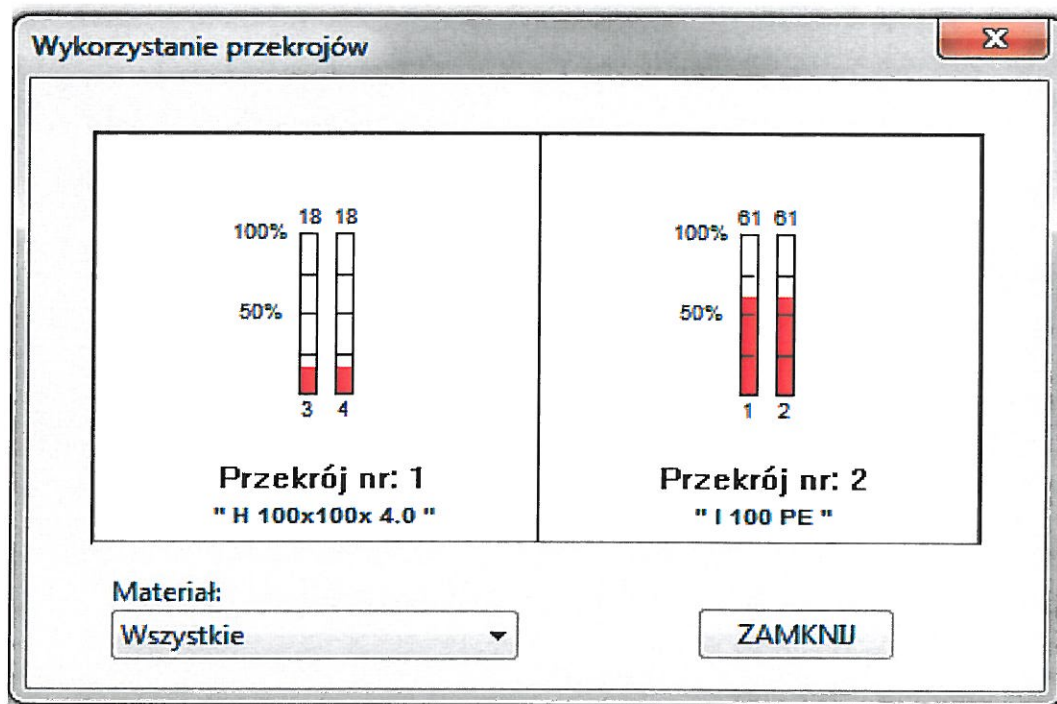 Wykorzystanie przekrojów
x
18 18
100%
50%
3 4
Przekrój nr: 1
" H 100x100x 4.0 "
61 61
100%
50%
1 2
Przekrój nr: 2
" I 100 PE "
Materiał:
Wszystkie
ZAMKNIJ